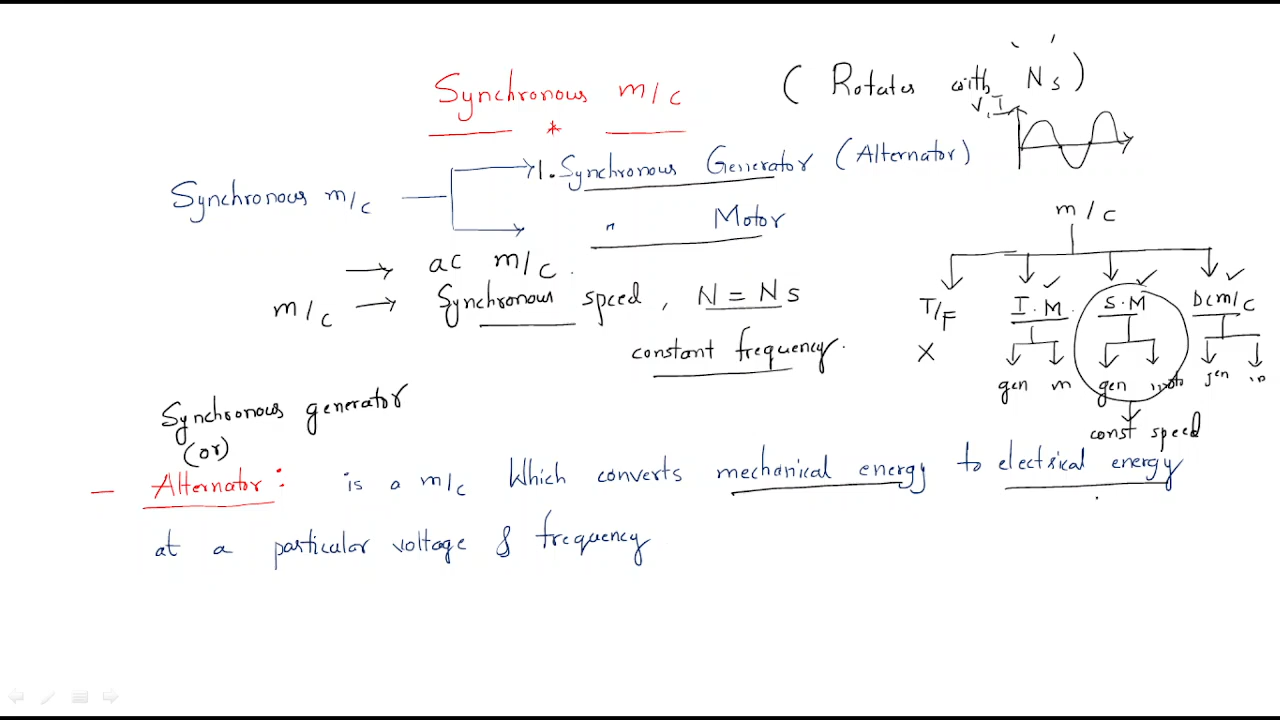 Synchronous m/c ( Rotates with 'Ns )
V,I
Synchronous m/c
1. Synchronous Generator (Alternator)
" Motor
→ ac m/c.
m/c → Synchronous speed, N = Ns
constant frequency.
m/c
T/F I.M. S.M DCm/c
X
gen m gen gen m
const speed
Synchronous generator
(or)
- Alternator: is a m/c Which converts mechanical energy to electrical energy
at a particular voltage & frequency